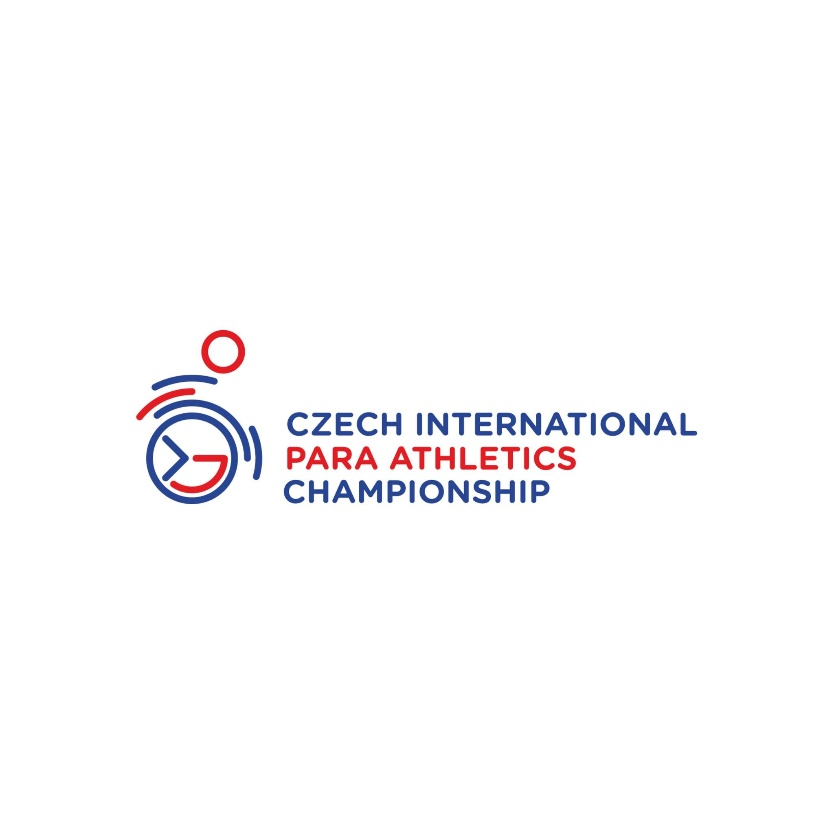 CZECH INTERNATIONAL
PARA ATHLETICS
CHAMPIONSHIP